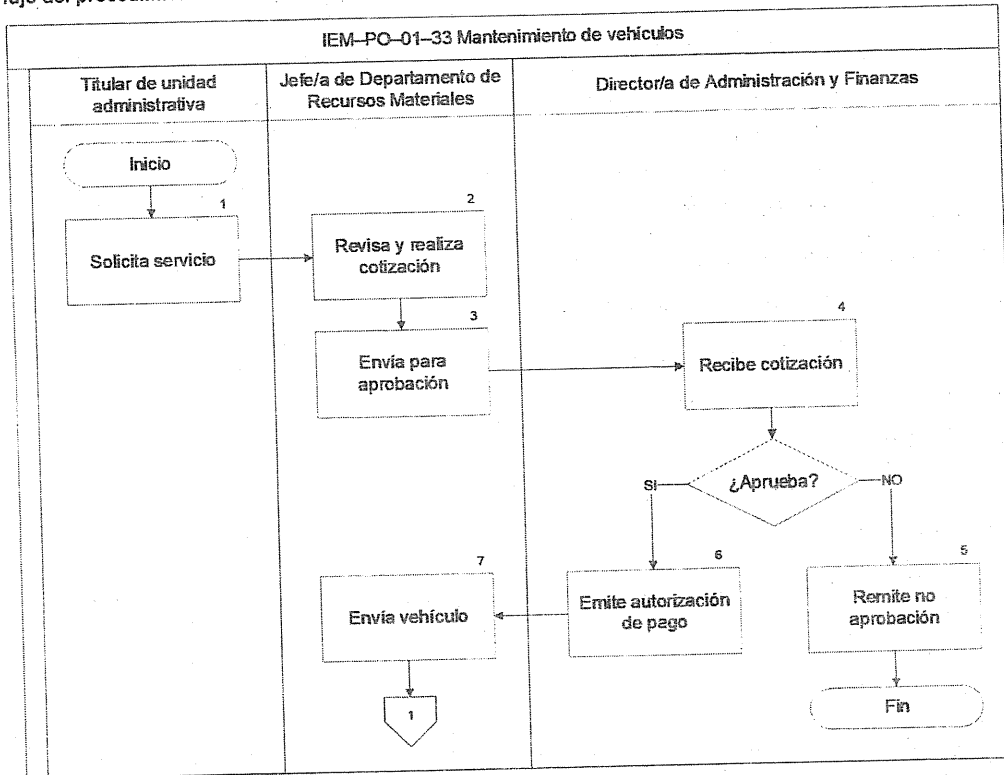 IEM–PO–01–33 Mantenimiento de vehículos
Titular de unidad
administrativa
Jefe/a de Departamento de
Recursos Materiales
Director/a de Administración y Finanzas
Inicio
1
Solicita servicio
2
Revisa y realiza
cotización
3
Envía para
aprobación
4
Recibe cotización
¿Aprueba?
SI
NO
5
Remite no
aprobación
6
Emite autorización
de pago
7
Envía vehículo
1
Fin